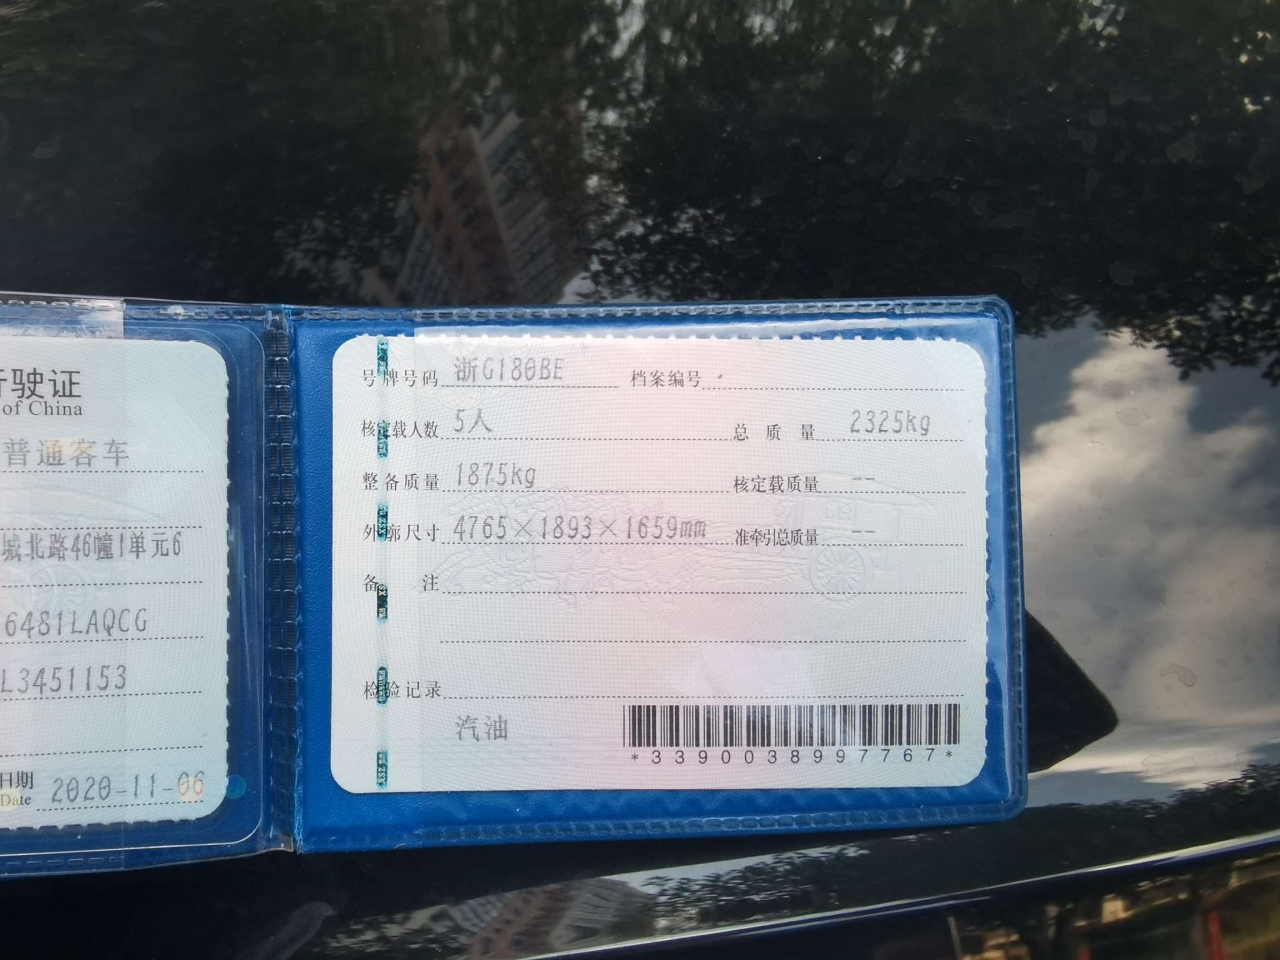 行驶证
of China
普通客车
城北路46幢1单元6
6481LAQCG
L3451153
日期
Date 2020-11-06
号牌号码 浙G180BE 档案编号
核定载人数 5人 总质量 2325kg
整备质量 1875kg 核定载质量 --
外廓尺寸 4765×1893×1659mm 准牵引总质量 --
备注
检验记录
汽油
*3390038997767*